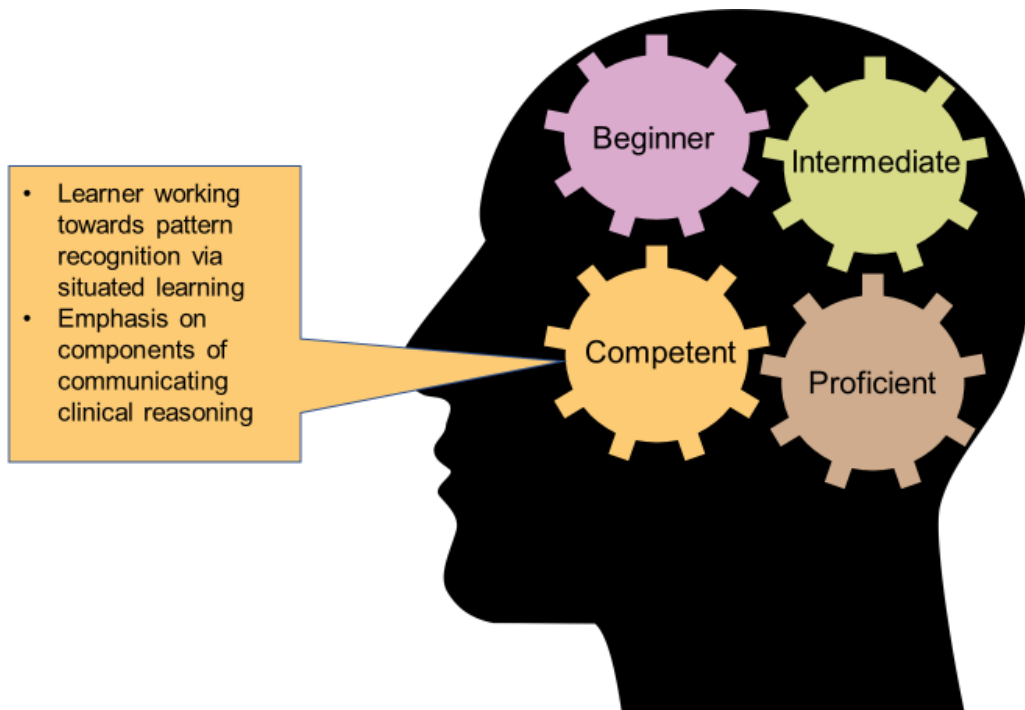 Beginner
Intermediate
• Learner working
towards pattern
recognition via
situated learning
• Emphasis on
components of
communicating
clinical reasoning
Competent
Proficient